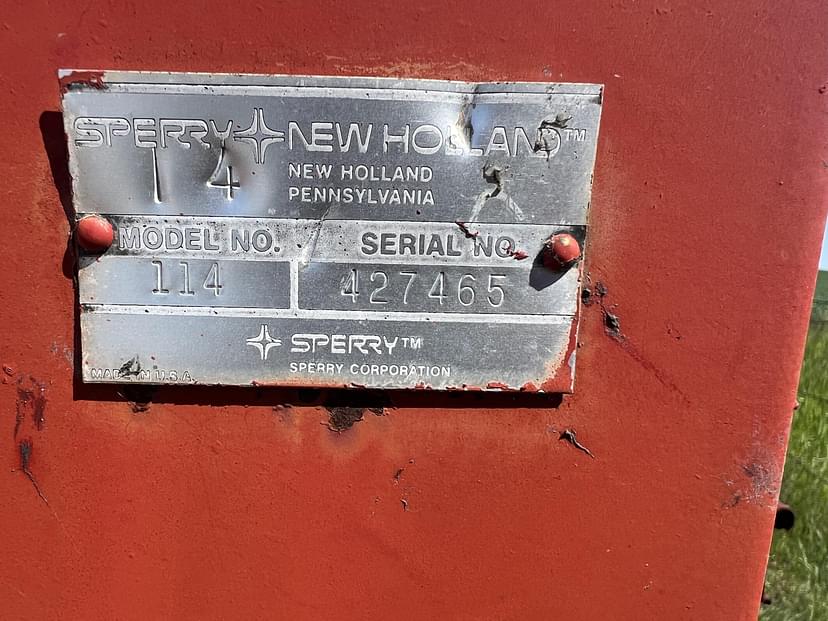 SPERRY NEW HOLLAND™
14
NEW HOLLAND
PENNSYLVANIA
MODEL NO. SERIAL NO.
114 427465
SPERRY™
SPERRY CORPORATION
MADE IN U.S.A.